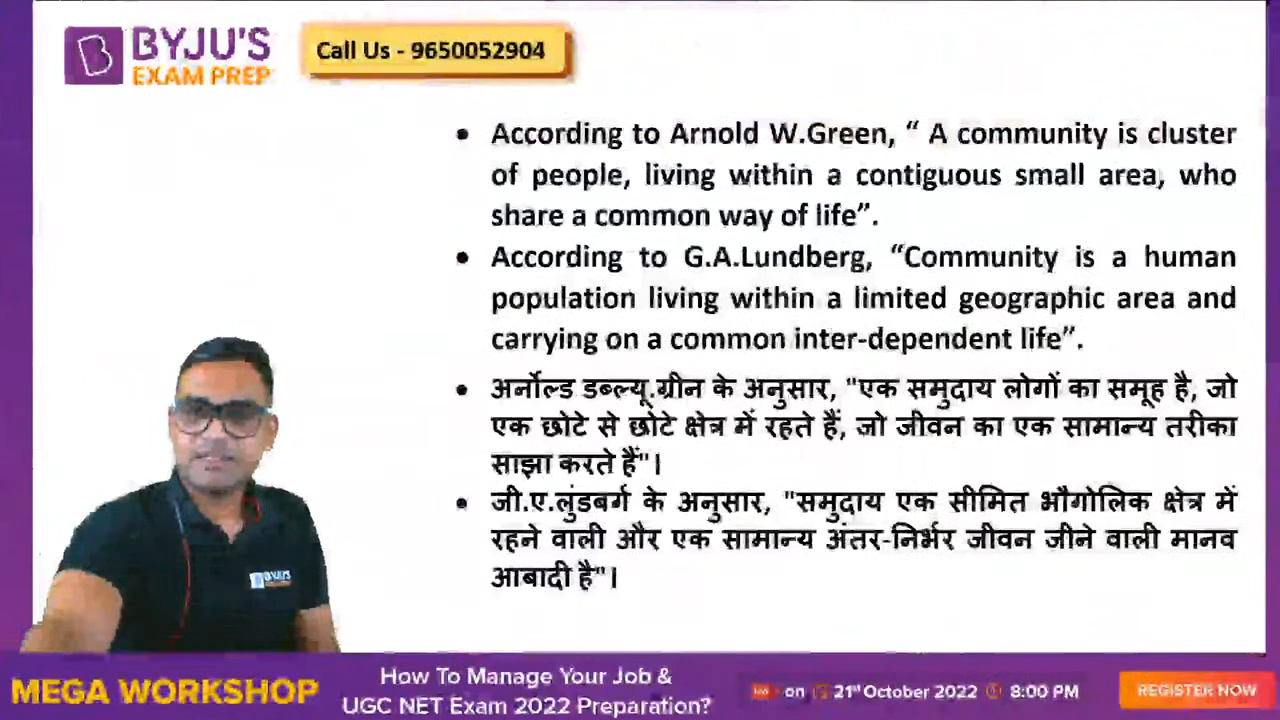 BYJU'S
EXAM PREP
Call Us - 9650052904
• According to Arnold W.Green, “ A community is cluster
of people, living within a contiguous small area, who
share a common way of life”.
• According to G.A.Lundberg, “Community is a human
population living within a limited geographic area and
carrying on a common inter-dependent life”.
• अर्नोल्ड डब्ल्यू.ग्रीन के अनुसार, "एक समुदाय लोगों का समूह है, जो
एक छोटे से छोटे क्षेत्र में रहते हैं, जो जीवन का एक सामान्य तरीका
साझा करते हैं"।
• जी.ए.लुंडबर्ग के अनुसार, "समुदाय एक सीमित भौगोलिक क्षेत्र में
रहने वाली और एक सामान्य अंतर-निर्भर जीवन जीने वाली मानव
आबादी है"।
BYJU'S
MEGA WORKSHOP
How To Manage Your Job &
UGC NET Exam 2022 Preparation?
on 21st October 2022 8:00 PM
REGISTER NOW